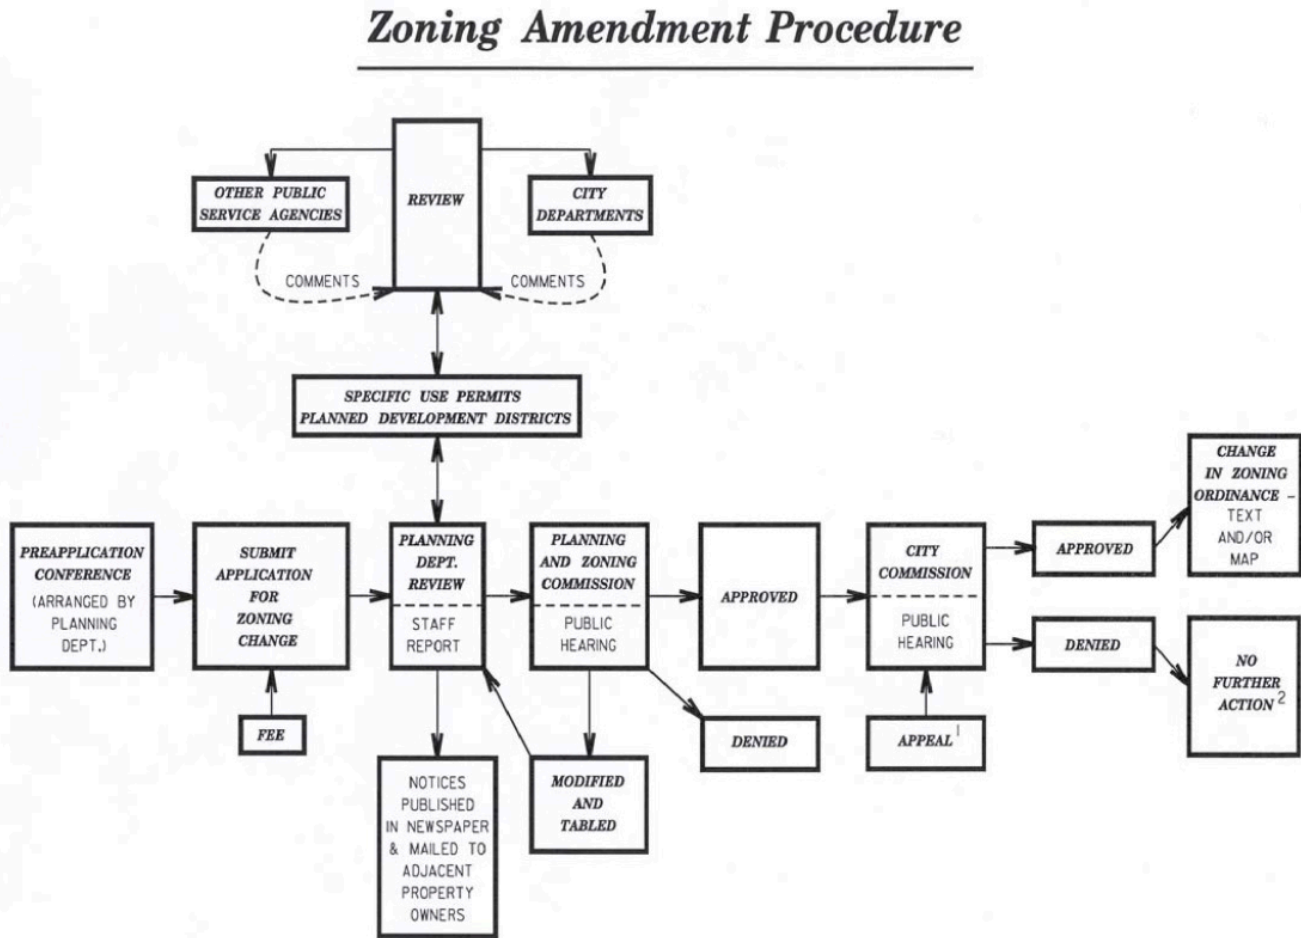 Zoning Amendment Procedure
OTHER PUBLIC
SERVICE AGENCIES
REVIEW
CITY
DEPARTMENTS
COMMENTS
COMMENTS
SPECIFIC USE PERMITS
PLANNED DEVELOPMENT DISTRICTS
PREAPPLICATION
CONFERENCE
(ARRANGED BY
PLANNING
DEPT.)
SUBMIT
APPLICATION
FOR
ZONING
CHANGE
FEE
PLANNING
DEPT.
REVIEW
STAFF
REPORT
NOTICES
PUBLISHED
IN NEWSPAPER
& MAILED TO
ADJACENT
PROPERTY
OWNERS
PLANNING
AND ZONING
COMMISSION
PUBLIC
HEARING
MODIFIED
AND
TABLED
APPROVED
DENIED
CITY
COMMISSION
PUBLIC
HEARING
APPEAL 1
APPROVED
DENIED
CHANGE
IN ZONING
ORDINANCE -
TEXT
AND/OR
MAP
NO
FURTHER
ACTION 2